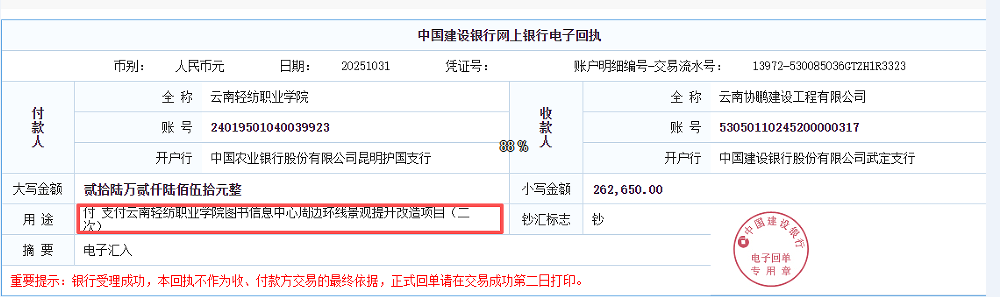 中国建设银行网上银行电子回执
币别： 人民币元 日期： 20251031 凭证号： 账户明细编号-交易流水号： 13972-530085036GTZH1R3323
付款人 全 称 云南轻纺职业学院 收款人 全 称 云南协鹏建设工程有限公司
账 号 24019501040039923 账 号 53050110245200000317
开户行 中国农业银行股份有限公司昆明护国支行 88% 开户行 中国建设银行股份有限公司武定支行
大写金额 贰拾陆万贰仟陆佰伍拾元整 小写金额 262,650.00
用 途 付 支付云南轻纺职业学院图书信息中心周边环线景观提升改造项目（二
次） 钞汇标志 钞
摘 要 电子汇入
中国建设银行
电子回单
专用章
重要提示：银行受理成功，本回执不作为收、付款方交易的最终依据，正式回单请在交易成功第二日打印。